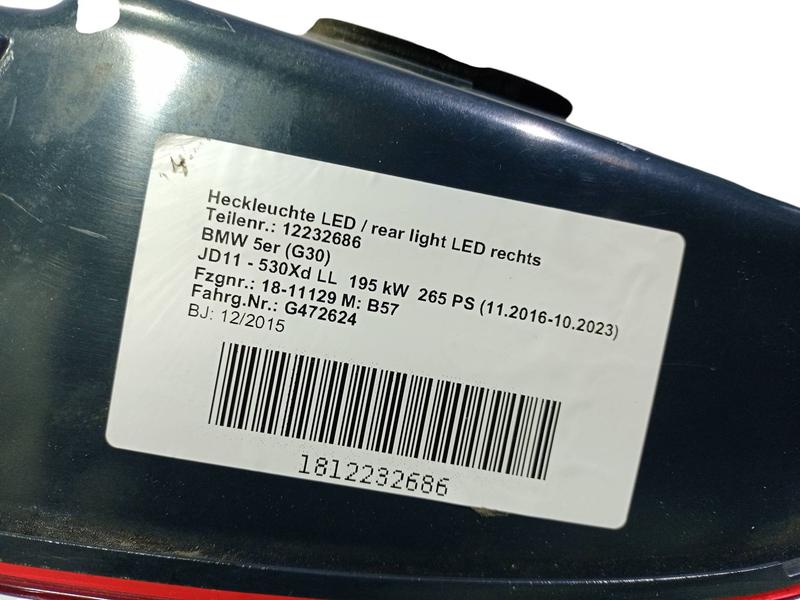 Heckleuchte LED / rear light LED rechts
Teilenr.: 12232686
BMW 5er (G30)
JD11 - 530Xd LL 195 kW 265 PS (11.2016-10.2023)
Fzgnr.: 18-11129 M: B57
Fahrg.Nr.: G472624
BJ: 12/2015
1812232686